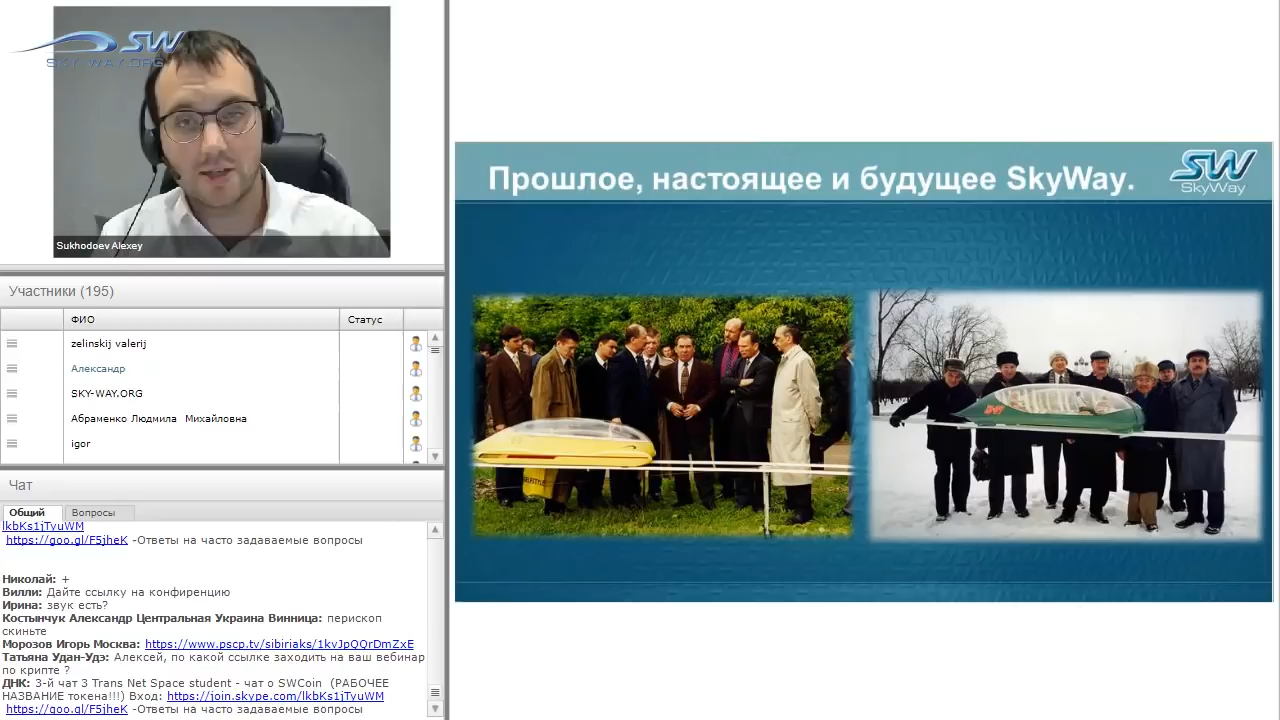 SW
SKY-WAY.ORG
Sukhodoev Alexey
Участники (195)
ФИО
Статус
zelinskij valerij
Александр
SKY-WAY.ORG
Абраменко Людмила Михайловна
igor
Чат
Общий
Вопросы
lkbKs1jTyuWM
https://goo.gl/F5jheK -Ответы на часто задаваемые вопросы
Николай: +
Вилли: Дайте ссылку на конфиренцию
Ирина: звук есть?
Костынчук Александр Центральная Украина Винница: перископ
скиньте
Морозов Игорь Москва: https://www.pscp.tv/sibiriaks/1kvJpQQrDmZxE
Татьяна Удан-Удэ: Алексей, по какой ссылке заходить на ваш вебинар
по крипте ?
ДНК: 3-й чат 3 Trans Net Space student - чат о SWCoin (РАБОЧЕЕ
НАЗВАНИЕ токена!!!) Вход: https://join.skype.com/lkbKs1jTyuWM
https://goo.gl/F5jheK -Ответы на часто задаваемые вопросы
Прошлое, настоящее и будущее SkyWay.
SW
SkyWay